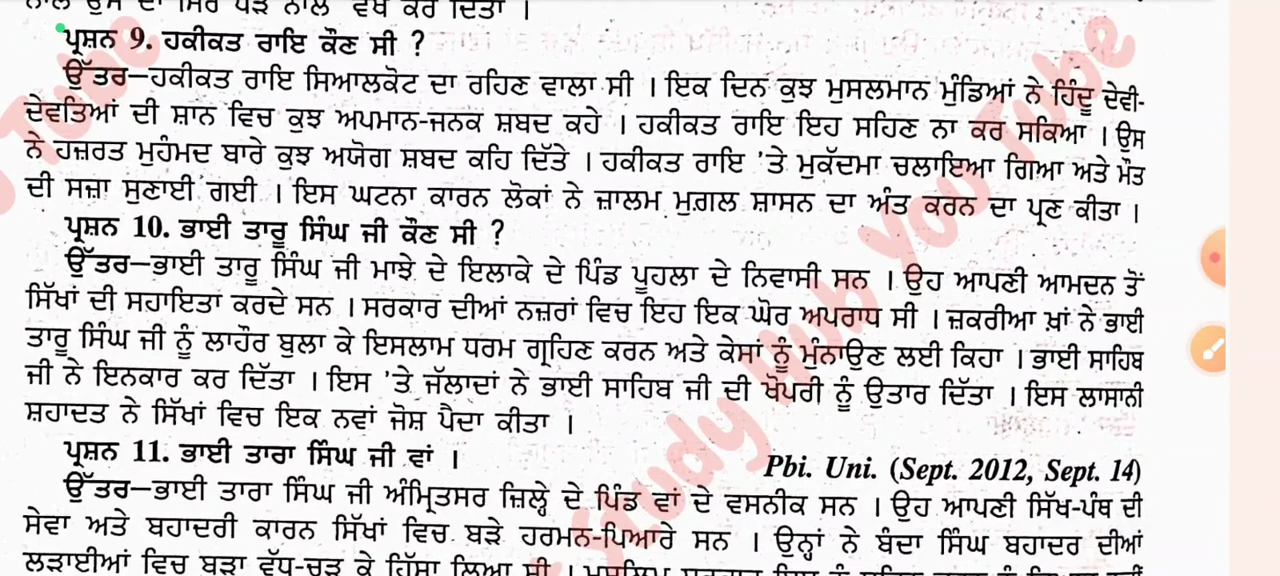 ਪ੍ਰਸ਼ਨ 9. ਹਕੀਕਤ ਰਾਇ ਕੌਣ ਸੀ ?
ਉੱਤਰ–ਹਕੀਕਤ ਰਾਇ ਸਿਆਲਕੋਟ ਦਾ ਰਹਿਣ ਵਾਲਾ ਸੀ । ਇਕ ਦਿਨ ਕੁਝ ਮੁਸਲਮਾਨ ਮੁੰਡਿਆਂ ਨੇ ਹਿੰਦੂ ਦੇਵੀ-
ਦੇਵਤਿਆਂ ਦੀ ਸ਼ਾਨ ਵਿਚ ਕੁਝ ਅਪਮਾਨ-ਜਨਕ ਸ਼ਬਦ ਕਹੇ । ਹਕੀਕਤ ਰਾਇ ਇਹ ਸਹਿਣ ਨਾ ਕਰ ਸਕਿਆ । ਉਸ
ਨੇ ਹਜ਼ਰਤ ਮੁਹੰਮਦ ਬਾਰੇ ਕੁਝ ਅਯੋਗ ਸ਼ਬਦ ਕਹਿ ਦਿੱਤੇ । ਹਕੀਕਤ ਰਾਇ 'ਤੇ ਮੁਕੱਦਮਾ ਚਲਾਇਆ ਗਿਆ ਅਤੇ ਮੌਤ
ਦੀ ਸਜ਼ਾ ਸੁਣਾਈ ਗਈ । ਇਸ ਘਟਨਾ ਕਾਰਨ ਲੋਕਾਂ ਨੇ ਜ਼ਾਲਮ ਮੁਗ਼ਲ ਸ਼ਾਸਨ ਦਾ ਅੰਤ ਕਰਨ ਦਾ ਪ੍ਰਣ ਕੀਤਾ ।
ਪ੍ਰਸ਼ਨ 10. ਭਾਈ ਤਾਰੂ ਸਿੰਘ ਜੀ ਕੌਣ ਸੀ ?
ਉੱਤਰ–ਭਾਈ ਤਾਰੂ ਸਿੰਘ ਜੀ ਮਾਝੇ ਦੇ ਇਲਾਕੇ ਦੇ ਪਿੰਡ ਪੂਹਲਾ ਦੇ ਨਿਵਾਸੀ ਸਨ । ਉਹ ਆਪਣੀ ਆਮਦਨ ਤੋਂ
ਸਿੱਖਾਂ ਦੀ ਸਹਾਇਤਾ ਕਰਦੇ ਸਨ । ਸਰਕਾਰ ਦੀਆਂ ਨਜ਼ਰਾਂ ਵਿਚ ਇਹ ਇਕ ਘੋਰ ਅਪਰਾਧ ਸੀ । ਜ਼ਕਰੀਆ ਖ਼ਾਂ ਨੇ ਭਾਈ
ਤਾਰੂ ਸਿੰਘ ਜੀ ਨੂੰ ਲਾਹੌਰ ਬੁਲਾ ਕੇ ਇਸਲਾਮ ਧਰਮ ਗ੍ਰਹਿਣ ਕਰਨ ਅਤੇ ਕੇਸਾਂ ਨੂੰ ਮੁੰਨਾਉਣ ਲਈ ਕਿਹਾ । ਭਾਈ ਸਾਹਿਬ
ਜੀ ਨੇ ਇਨਕਾਰ ਕਰ ਦਿੱਤਾ । ਇਸ 'ਤੇ ਜੱਲਾਦਾਂ ਨੇ ਭਾਈ ਸਾਹਿਬ ਜੀ ਦੀ ਖੋਪਰੀ ਨੂੰ ਉਤਾਰ ਦਿੱਤਾ । ਇਸ ਲਾਸਾਨੀ
ਸ਼ਹਾਦਤ ਨੇ ਸਿੱਖਾਂ ਵਿਚ ਇਕ ਨਵਾਂ ਜੋਸ਼ ਪੈਦਾ ਕੀਤਾ ।
ਪ੍ਰਸ਼ਨ 11. ਭਾਈ ਤਾਰਾ ਸਿੰਘ ਜੀ ਵਾਂ । Pbi. Uni. (Sept. 2012, Sept. 14)
ਉੱਤਰ–ਭਾਈ ਤਾਰਾ ਸਿੰਘ ਜੀ ਅੰਮ੍ਰਿਤਸਰ ਜ਼ਿਲ੍ਹੇ ਦੇ ਪਿੰਡ ਵਾਂ ਦੇ ਵਸਨੀਕ ਸਨ । ਉਹ ਆਪਣੀ ਸਿੱਖ-ਪੰਥ ਦੀ
ਸੇਵਾ ਅਤੇ ਬਹਾਦਰੀ ਕਾਰਨ ਸਿੱਖਾਂ ਵਿਚ ਬੜੇ ਹਰਮਨ-ਪਿਆਰੇ ਸਨ । ਉਨ੍ਹਾਂ ਨੇ ਬੰਦਾ ਸਿੰਘ ਬਹਾਦਰ ਦੀਆਂ
ਲੜਾਈਆਂ ਵਿਚ ਬੜਾ ਵੱਧ-ਚੜ ਕੇ ਹਿੱਸਾ ਲਿਆ ਸੀ ।
Study Hub You Tube
Tube